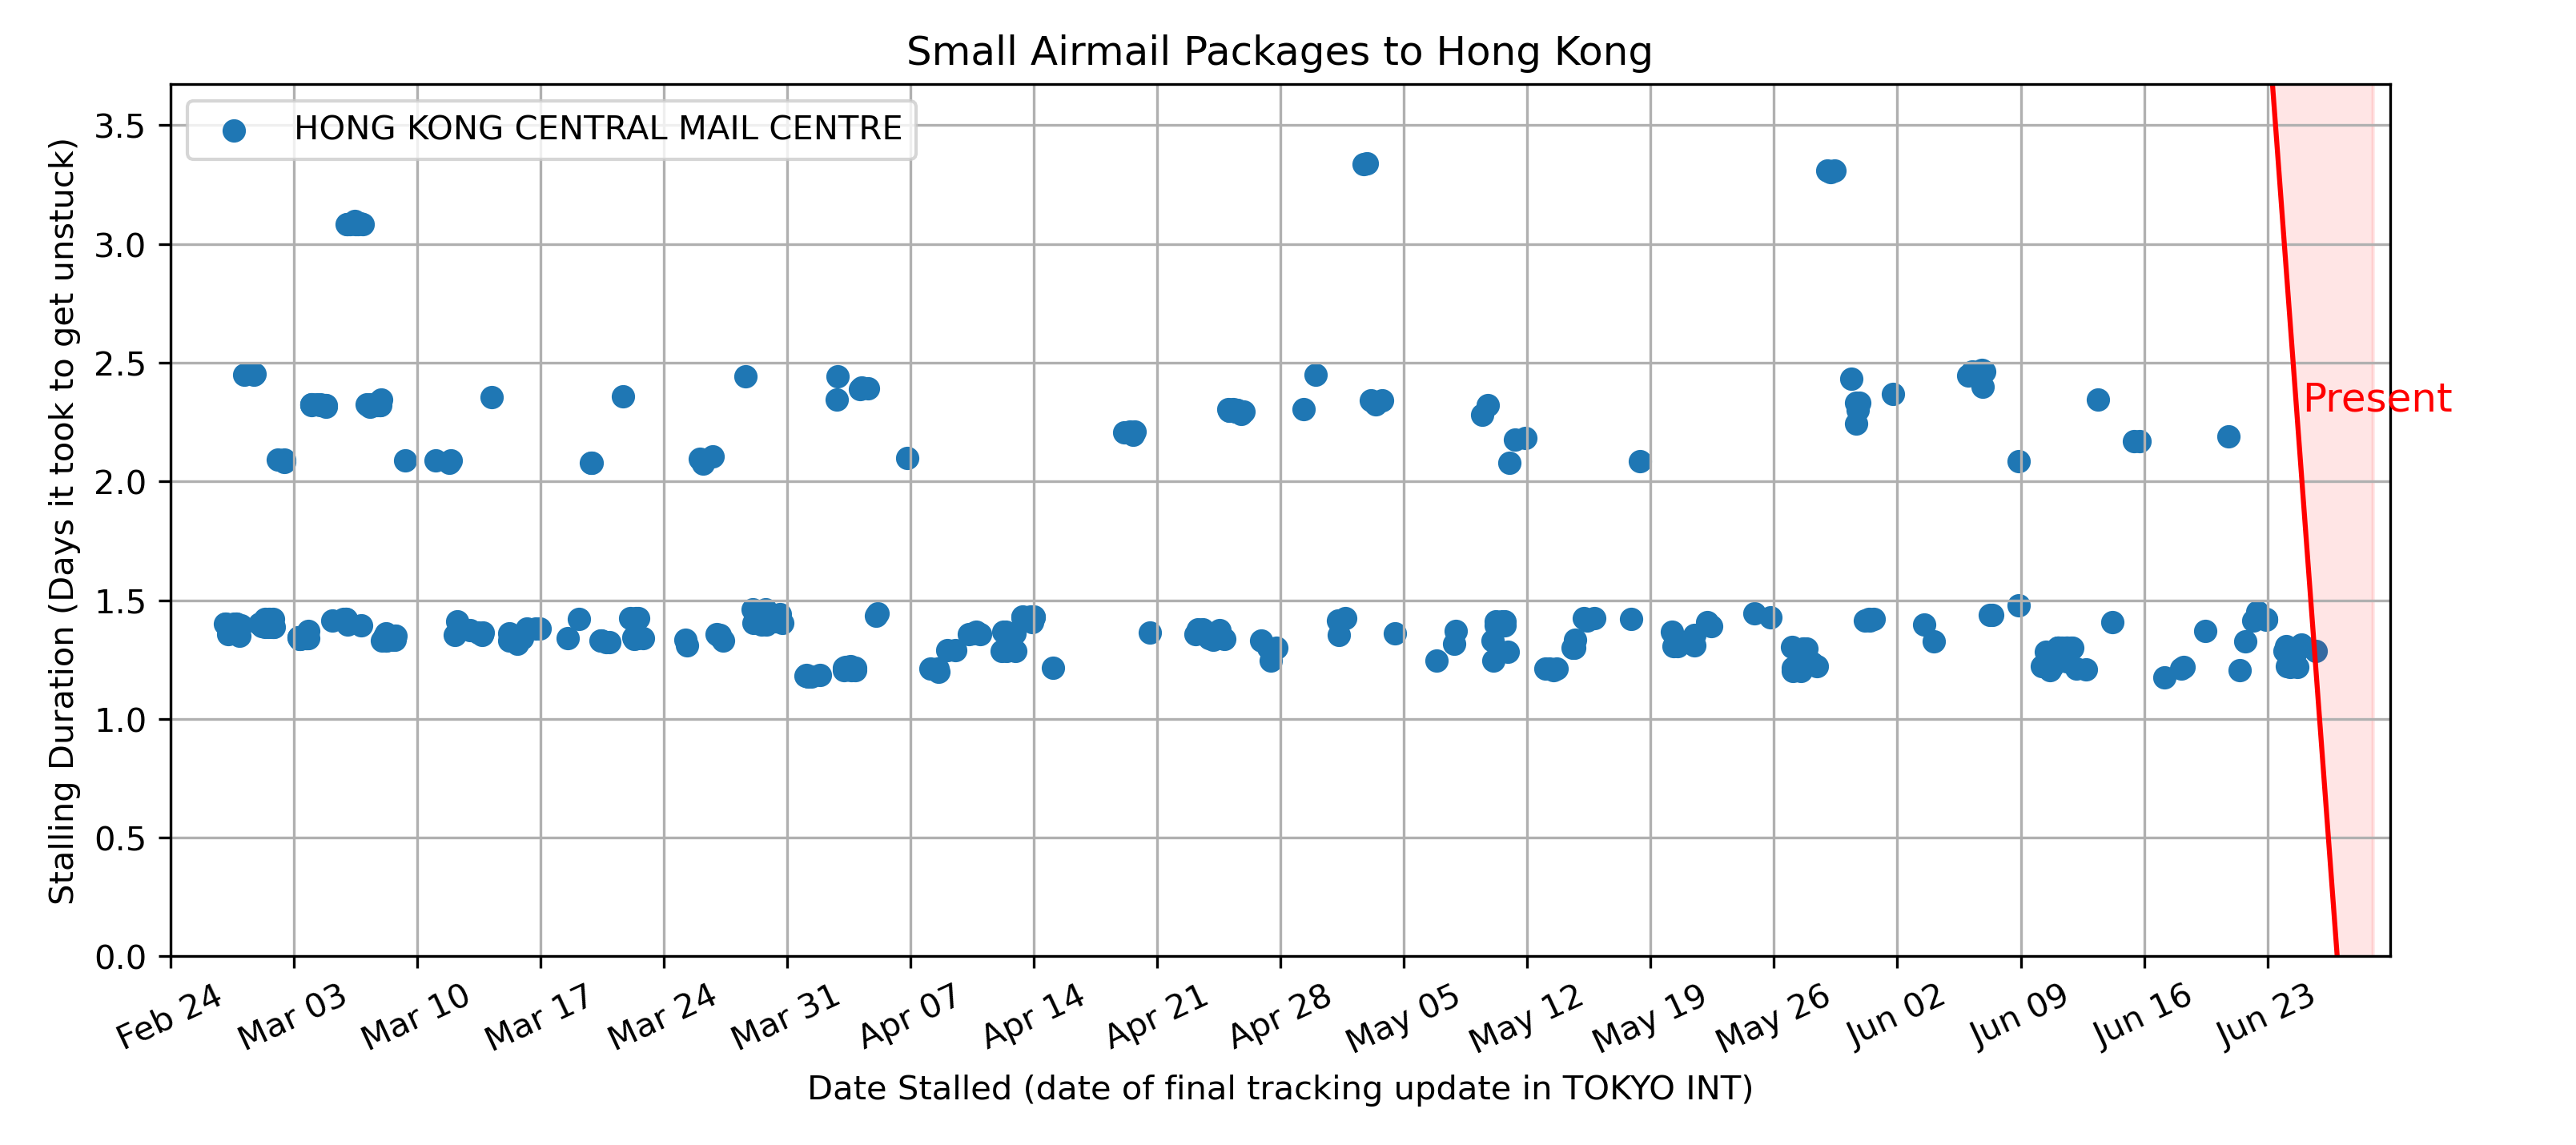 Small Airmail Packages to Hong Kong
HONG KONG CENTRAL MAIL CENTRE
Stalling Duration (Days it took to get unstuck)
3.5
3.0
2.5
2.0
1.5
1.0
0.5
0.0
Present
Feb 24
Mar 03
Mar 10
Mar 17
Mar 24
Mar 31
Apr 07
Apr 14
Apr 21
Apr 28
May 05
May 12
May 19
May 26
Jun 02
Jun 09
Jun 16
Jun 23
Date Stalled (date of final tracking update in TOKYO INT)